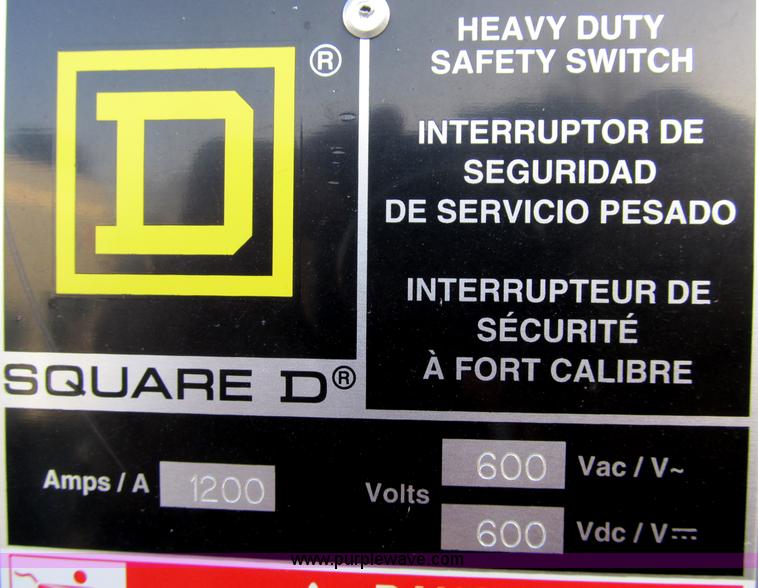 HEAVY DUTY
SAFETY SWITCH
INTERRUPTOR DE
SEGURIDAD
DE SERVICIO PESADO
INTERRUPTEUR DE
SÉCURITÉ
À FORT CALIBRE
D ®
SQUARE D®
Amps / A 1200
Volts
600 Vac / V~
600 Vdc / V⎓
www.purplewave.com